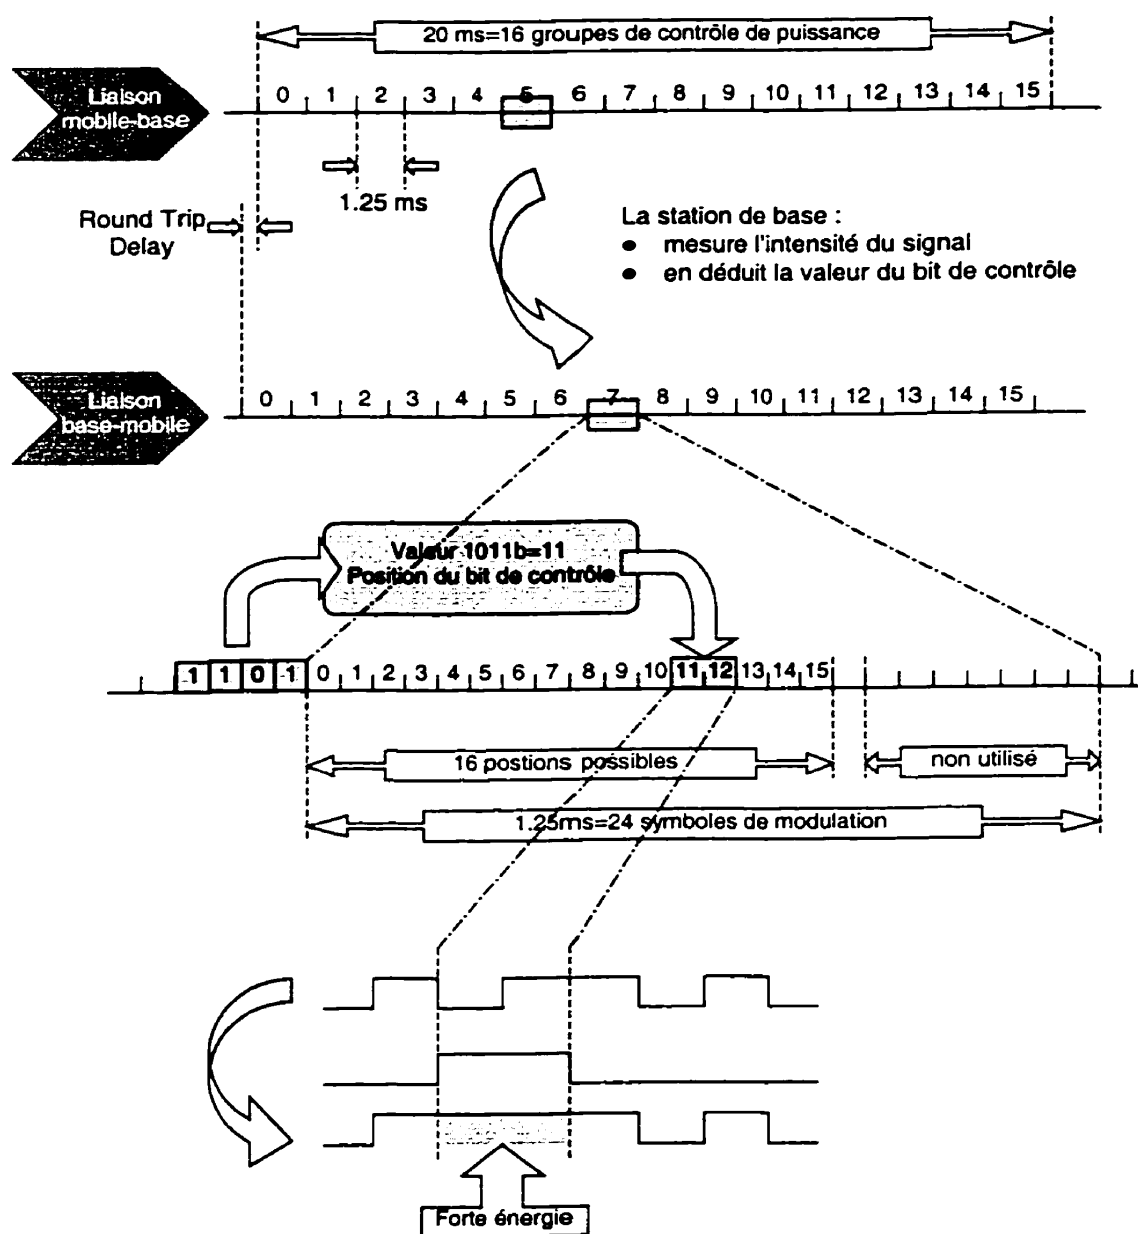 20 ms=16 groupes de contrôle de puissance
Liaison
mobile-base
0 1 2 3 4 5 6 7 8 9 10 11 12 13 14 15
1.25 ms
Round Trip
Delay
La station de base :
• mesure l'intensité du signal
• en déduit la valeur du bit de contrôle
Liaison
base-mobile
0 1 2 3 4 5 6 7 8 9 10 11 12 13 14 15
Valeur 1011b=11
Position du bit de contrôle
1 1 0 1 0 1 2 3 4 5 6 7 8 9 10 11 12 13 14 15
16 postions possibles
non utilisé
1.25ms=24 symboles de modulation
Forte énergie